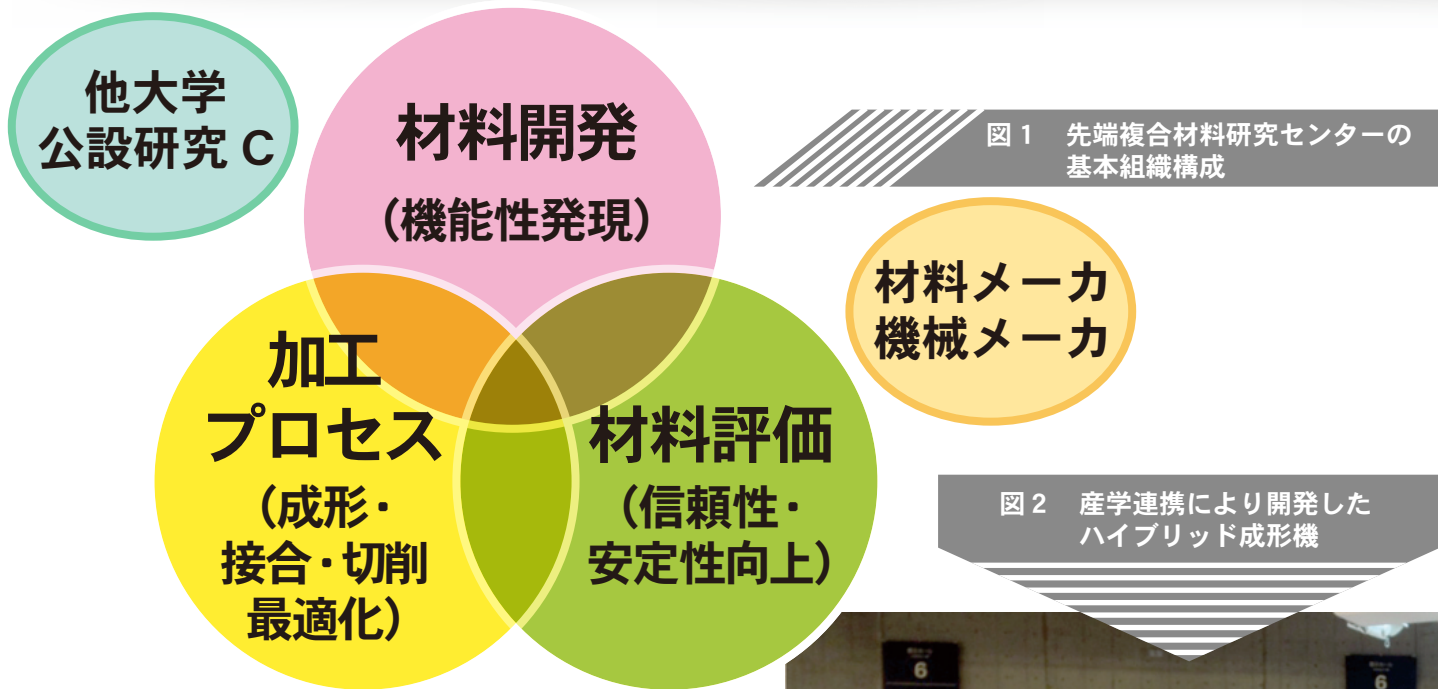 他大学
公設研究 C
材料開発
（機能性発現）
図 1　先端複合材料研究センターの
基本組織構成
材料メーカ
機械メーカ
加工
プロセス
（成形・
接合・切削
最適化）
材料評価
（信頼性・
安定性向上）
図 2　産学連携により開発した
ハイブリッド成形機
6
6